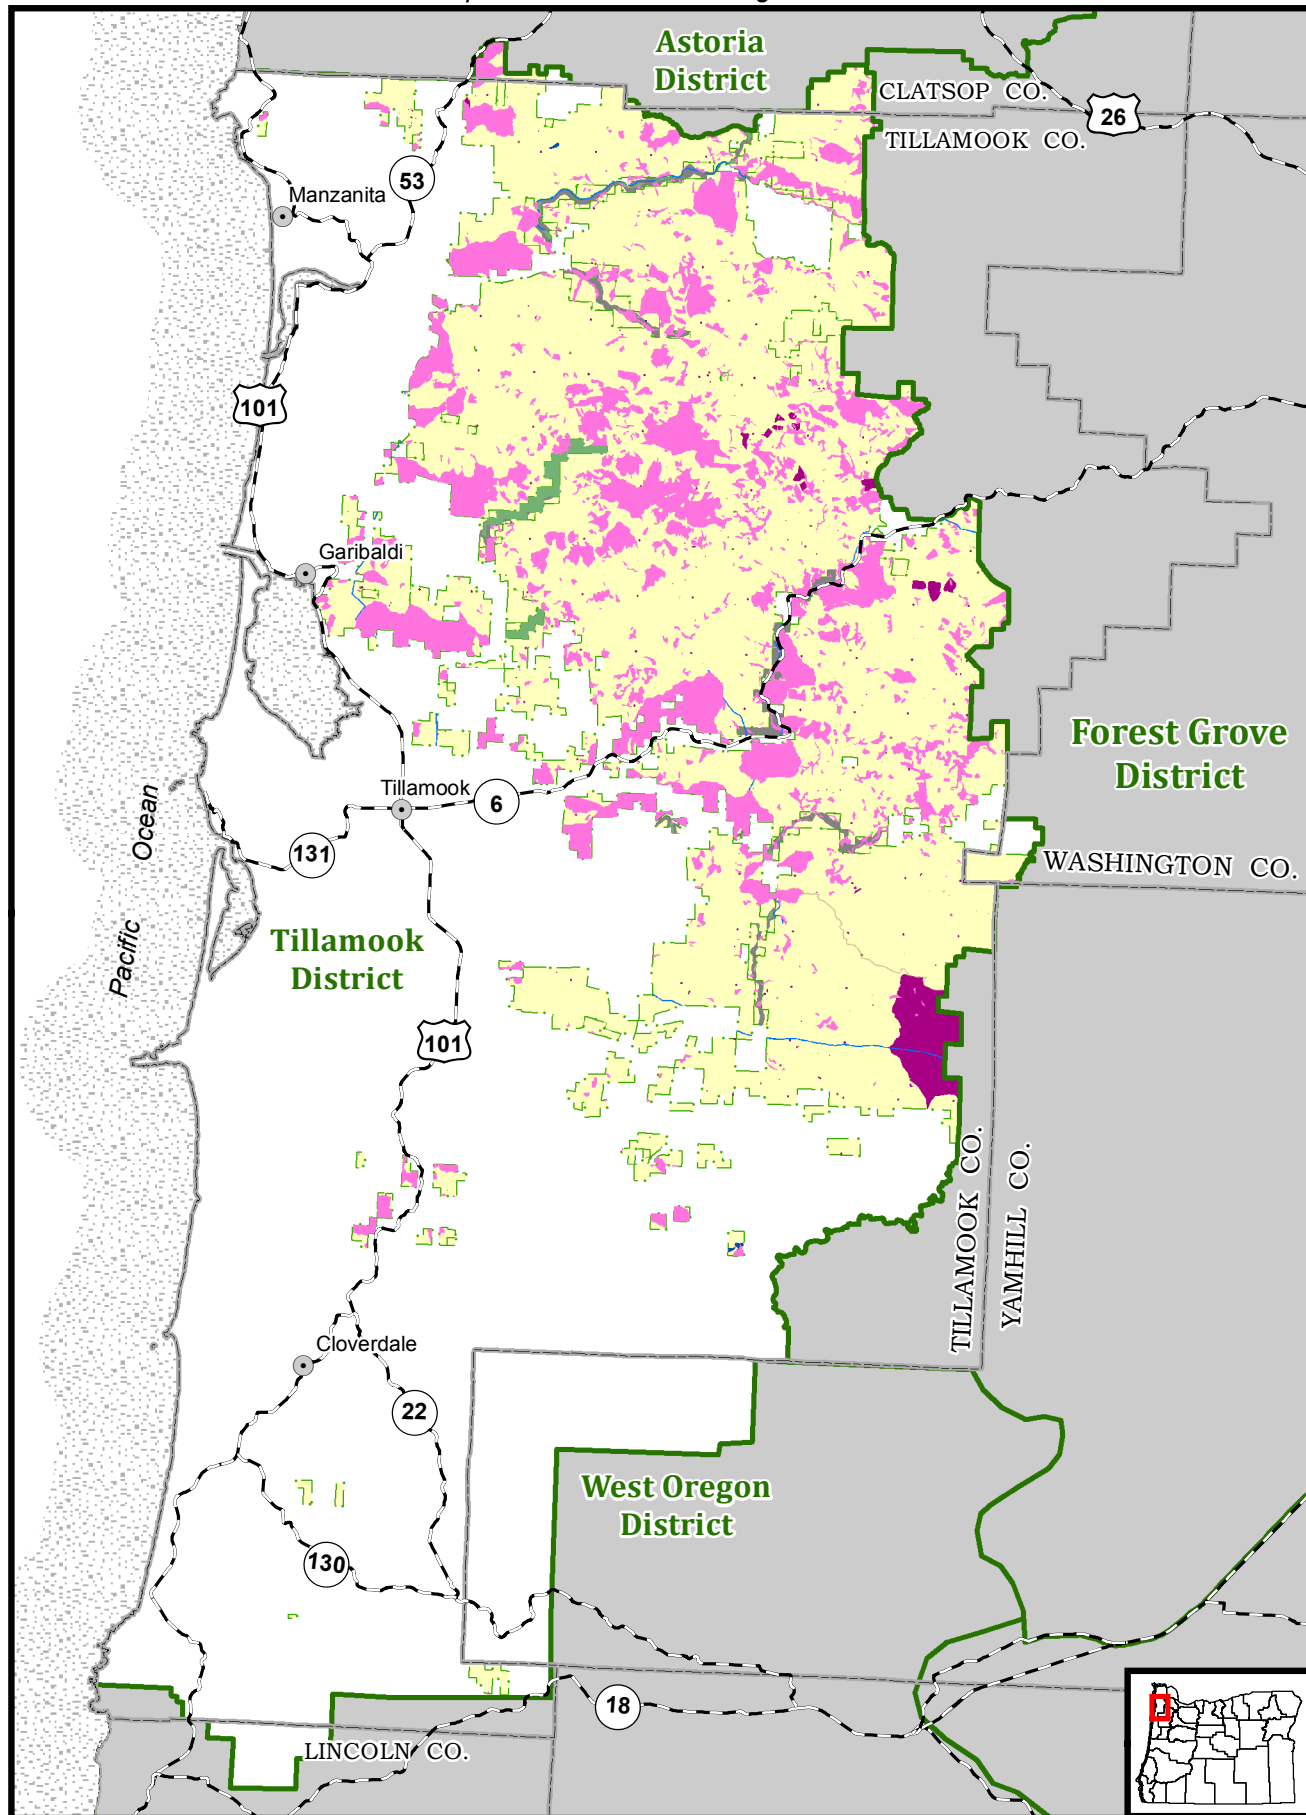 Astoria
District
CLATSOP CO.
26
TILLAMOOK CO.
53
Manzanita
101
Garibaldi
Forest Grove
District
Tillamook
6
131
WASHINGTON CO.
Pacific Ocean
Tillamook
District
101
TILLAMOOK CO.
YAMHILL CO.
Cloverdale
22
West Oregon
District
130
18
LINCOLN CO.